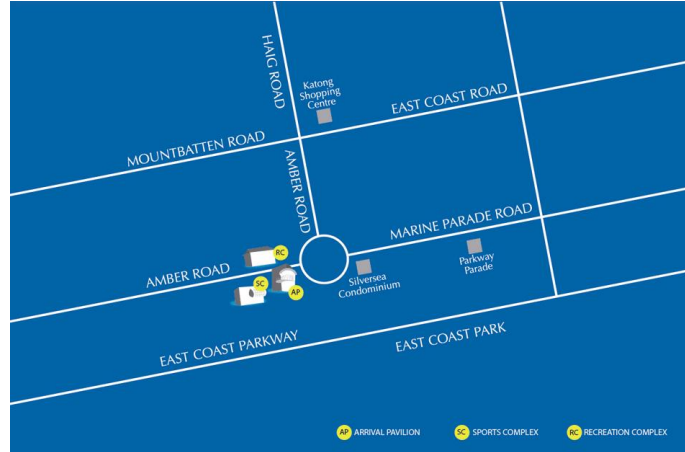 HAIG ROAD
Katong
Shopping
Centre
EAST COAST ROAD
MOUNTBATTEN ROAD
AMBER ROAD
MARINE PARADE ROAD
RC
AMBER ROAD
SC
AP
Silversea
Condominium
Parkway
Parade
EAST COAST PARKWAY
EAST COAST PARK
AP ARRIVAL PAVILION
SC SPORTS COMPLEX
RC RECREATION COMPLEX